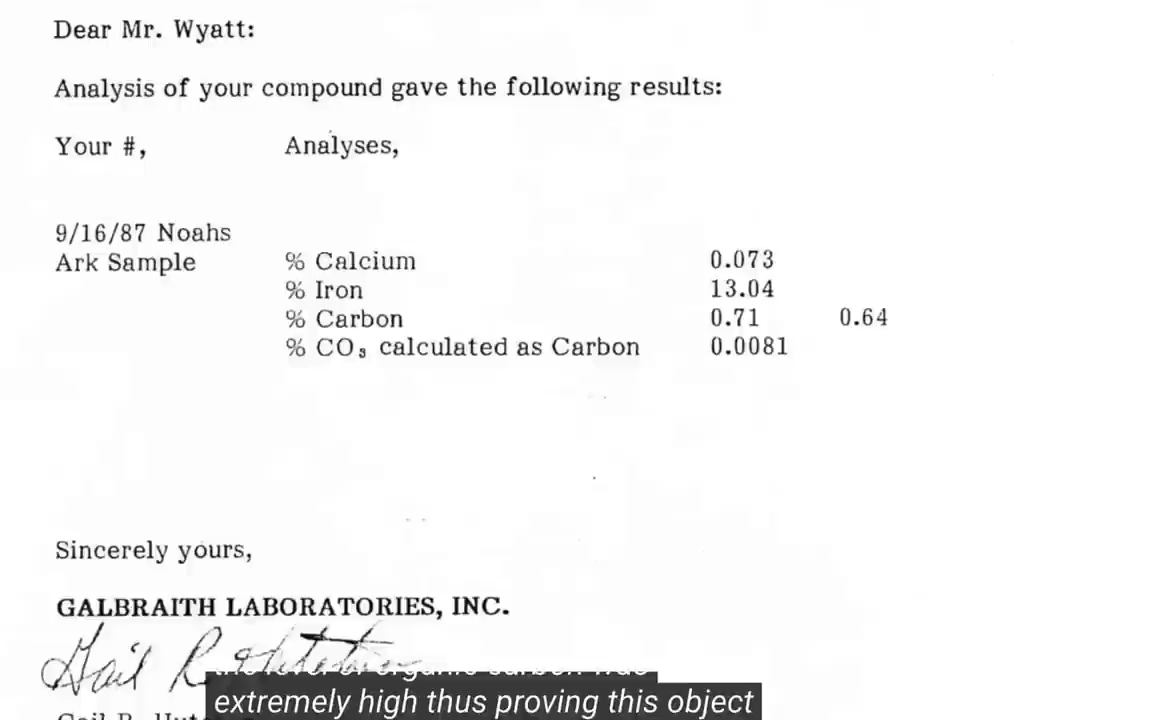 Dear Mr. Wyatt:
Analysis of your compound gave the following results:
Your #, Analyses,
9/16/87 Noahs
Ark Sample % Calcium 0.073
% Iron 13.04
% Carbon 0.71 0.64
% CO₃ calculated as Carbon 0.0081
Sincerely yours,
GALBRAITH LABORATORIES, INC.
Gail R.
extremely high thus proving this object
Gail R.